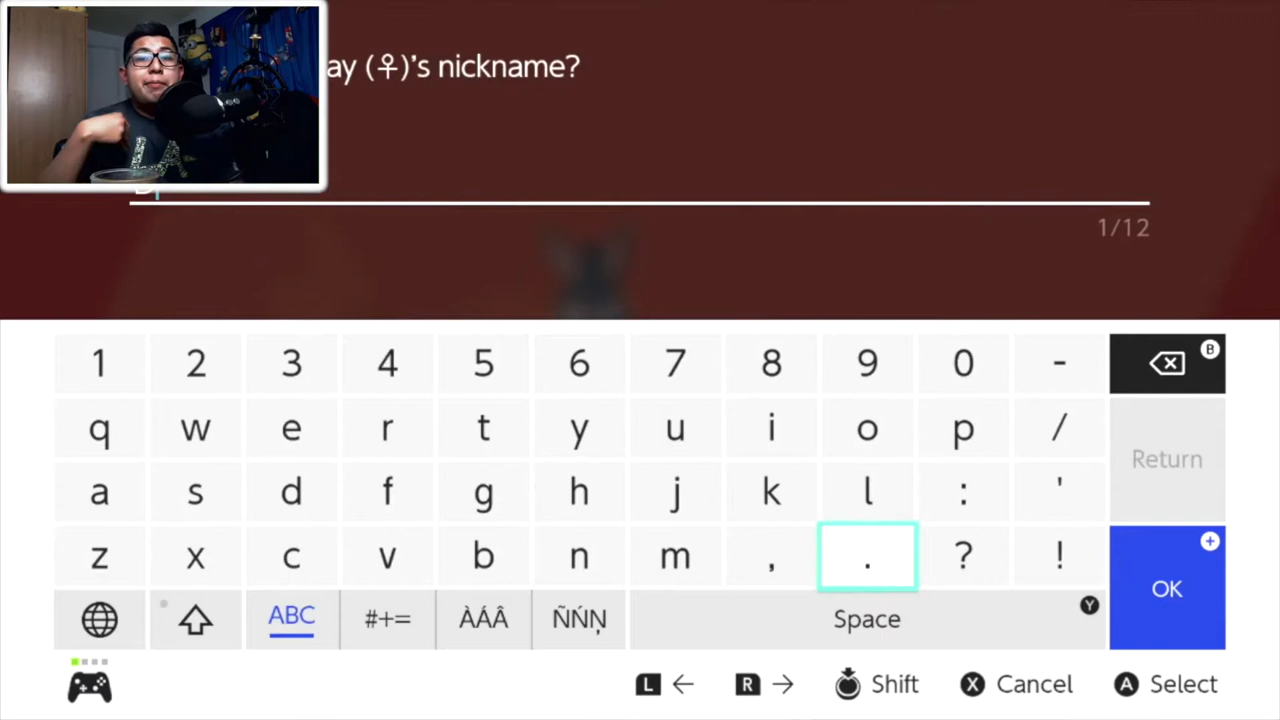 ay (♀)'s nickname?
1/12
1 2 3 4 5 6 7 8 9 0 - B
q w e r t y u i o p / Return
a s d f g h j k l : '
z x c v b n m , . ? ! + OK
ABC #+= ÀÁÂ ÑŃŅ Space Y
L ← R → Shift X Cancel A Select
LA